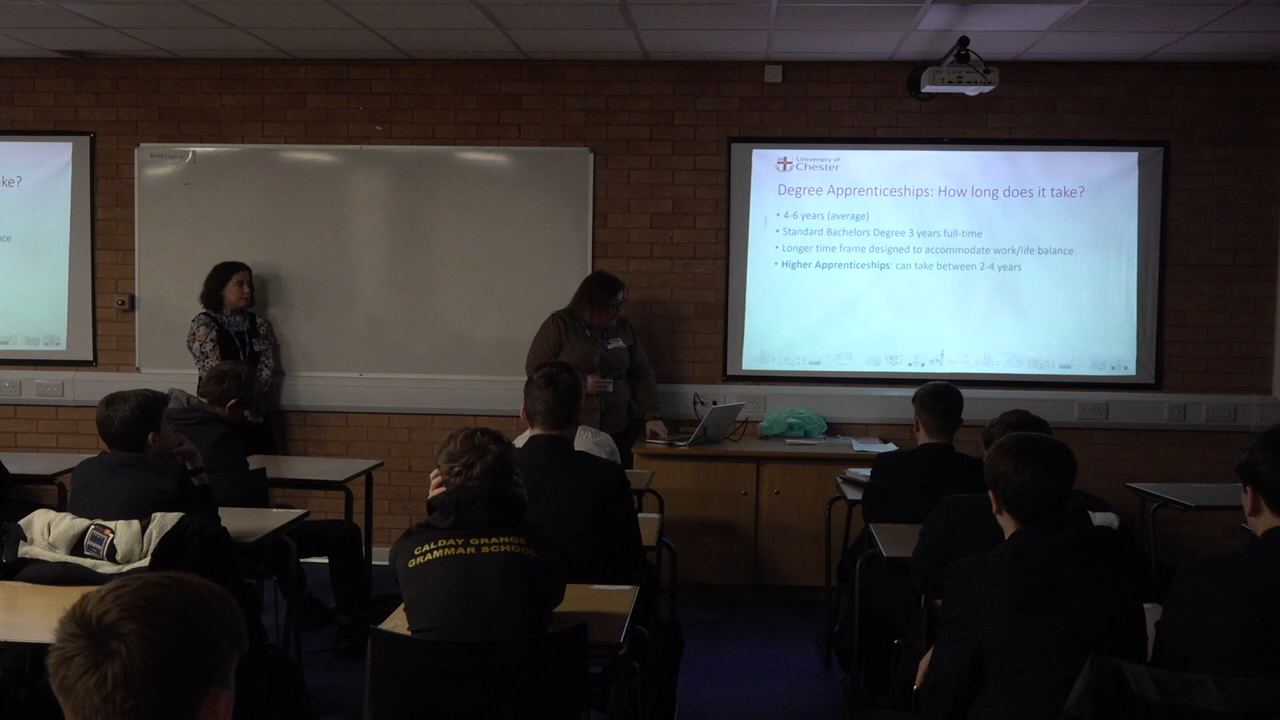 ke?
ce
University of
Chester
Degree Apprenticeships: How long does it take?
• 4-6 years (average)
• Standard Bachelors Degree 3 years full-time
• Longer time frame designed to accommodate work/life balance
• Higher Apprenticeships: can take between 2-4 years
CALDAY GRANGE
GRAMMAR SCHOOL